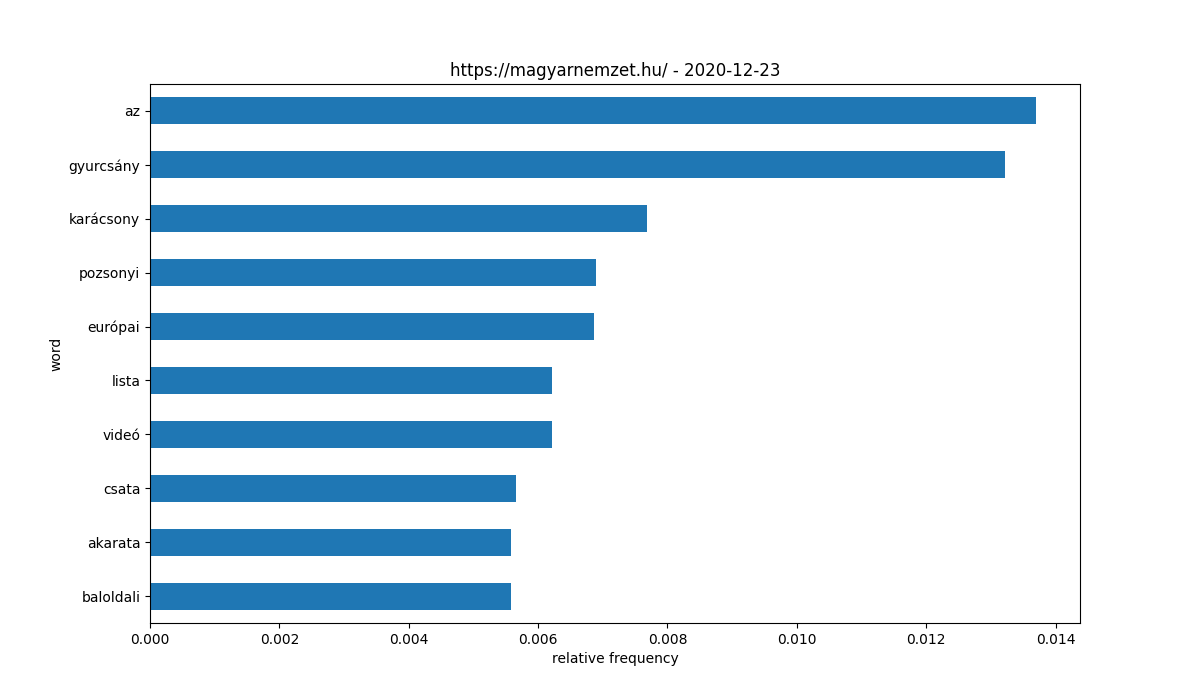 https://magyarnemzet.hu/ - 2020-12-23
az
gyurcsány
karácsony
pozsonyi
európai
lista
videó
csata
akarata
baloldali
word
0.000 0.002 0.004 0.006 0.008 0.010 0.012 0.014
relative frequency